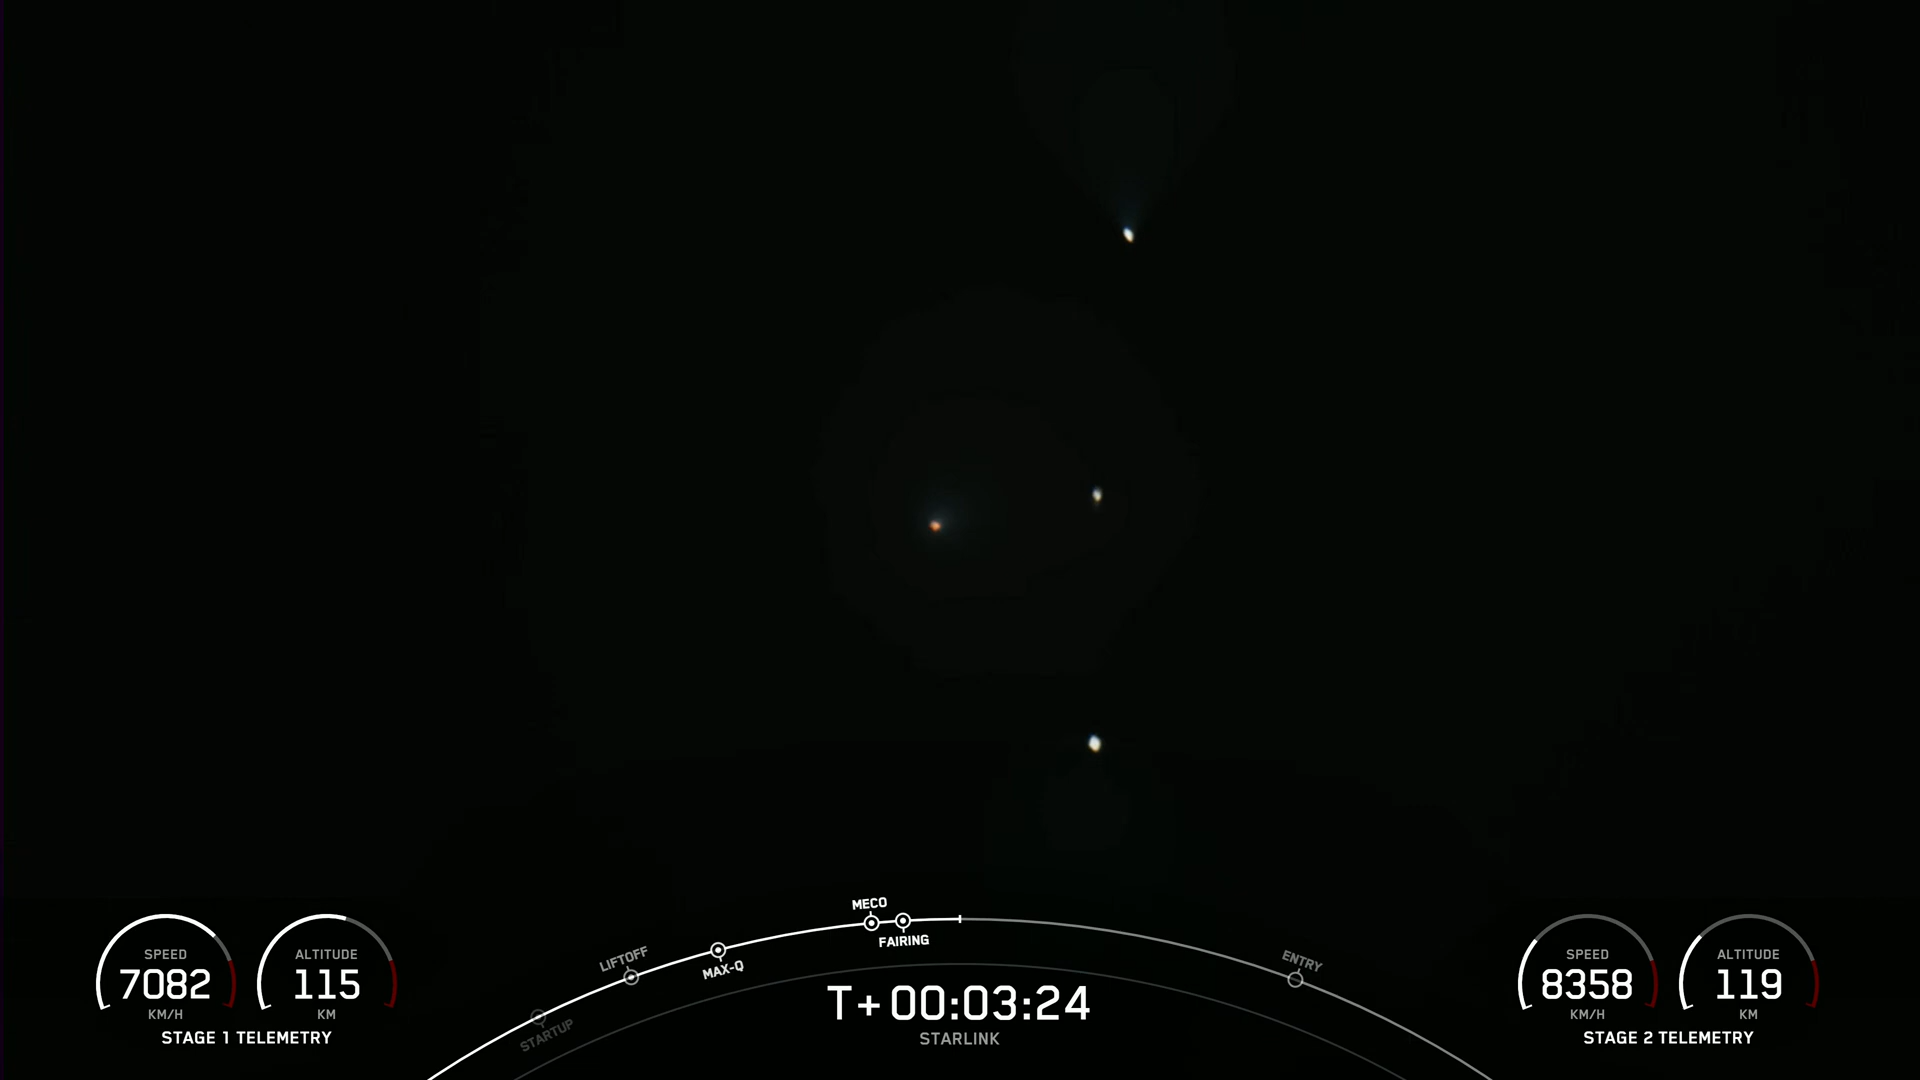 MECO
FAIRING
LIFTOFF
MAX-Q
ENTRY
STARTUP
SPEED
7082
KM/H
ALTITUDE
115
KM
STAGE 1 TELEMETRY
T+00:03:24
STARLINK
SPEED
8358
KM/H
ALTITUDE
119
KM
STAGE 2 TELEMETRY